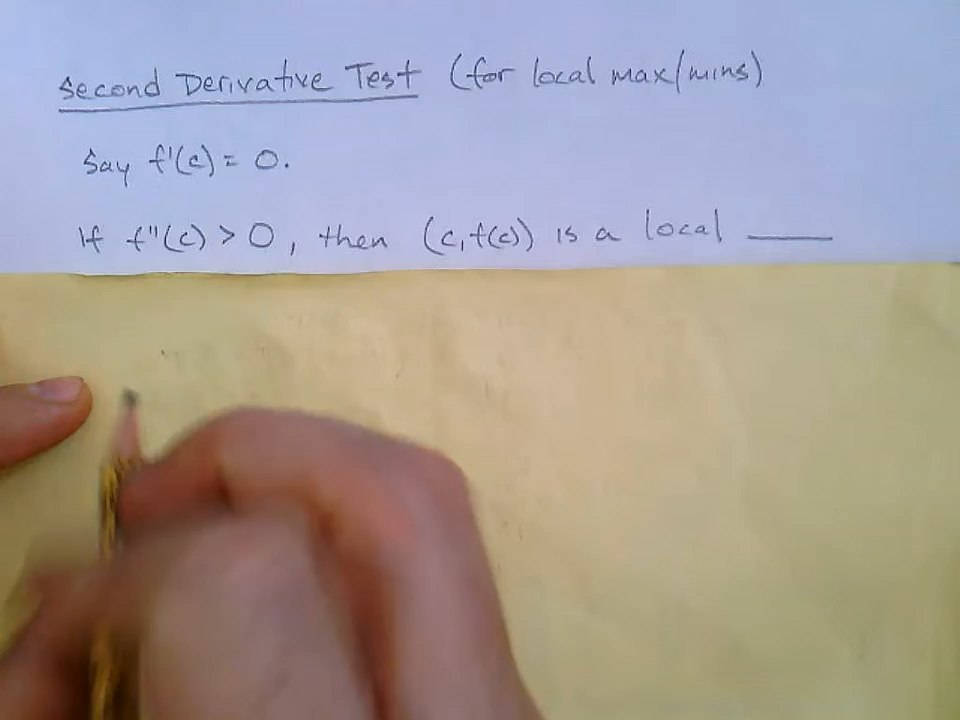 Second Derivative Test (for local max/mins)
Say f'(c) = 0.
If f"(c) > 0, then (c, f(c)) is a local ____